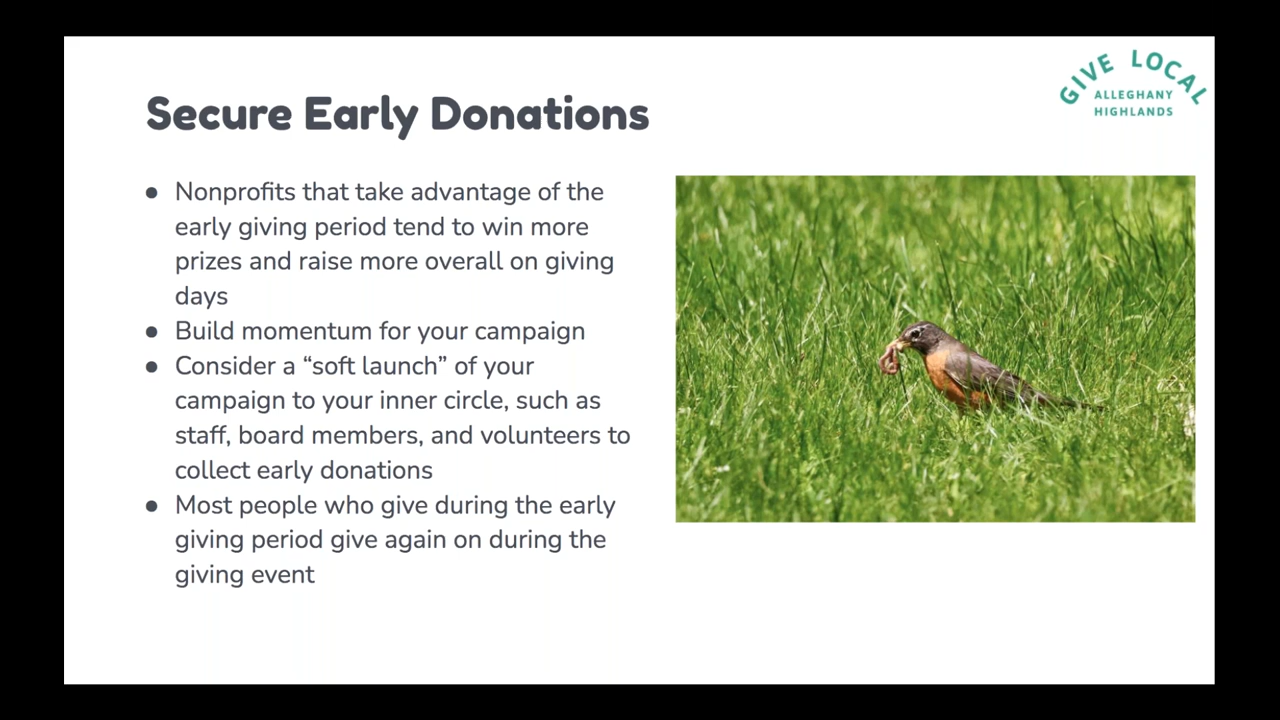 GIVE LOCAL
ALLEGHANY
HIGHLANDS
Secure Early Donations
● Nonprofits that take advantage of the
early giving period tend to win more
prizes and raise more overall on giving
days
● Build momentum for your campaign
● Consider a “soft launch” of your
campaign to your inner circle, such as
staff, board members, and volunteers to
collect early donations
● Most people who give during the early
giving period give again on during the
giving event